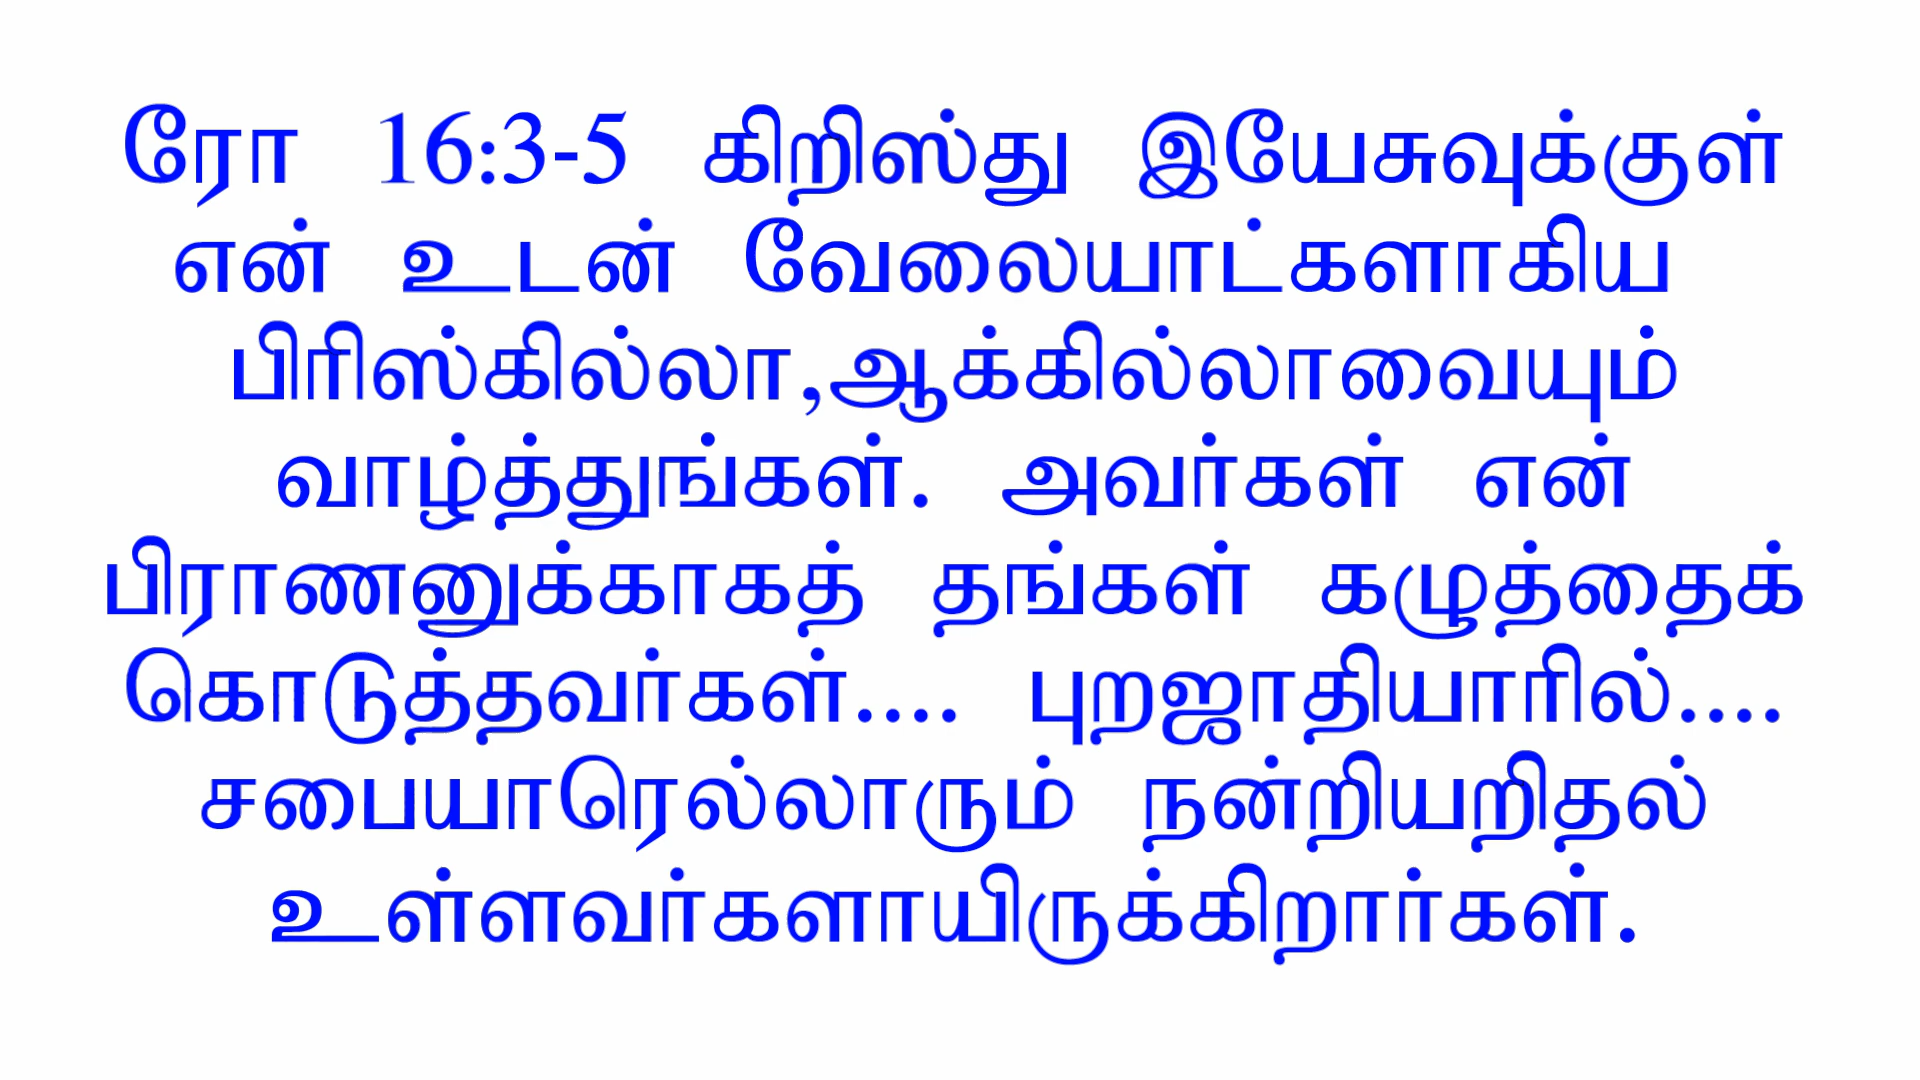 ரோ 16:3-5 கிறிஸ்து இயேசுவுக்குள்
என் உடன் வேலையாட்களாகிய
பிரிஸ்கில்லா,ஆக்கில்லாவையும்
வாழ்த்துங்கள். அவர்கள் என்
பிராணனுக்காகத் தங்கள் கழுத்தைக்
கொடுத்தவர்கள்.... புறஜாதியாரில்....
சபையாரெல்லாரும் நன்றியறிதல்
உள்ளவர்களாயிருக்கிறார்கள்.